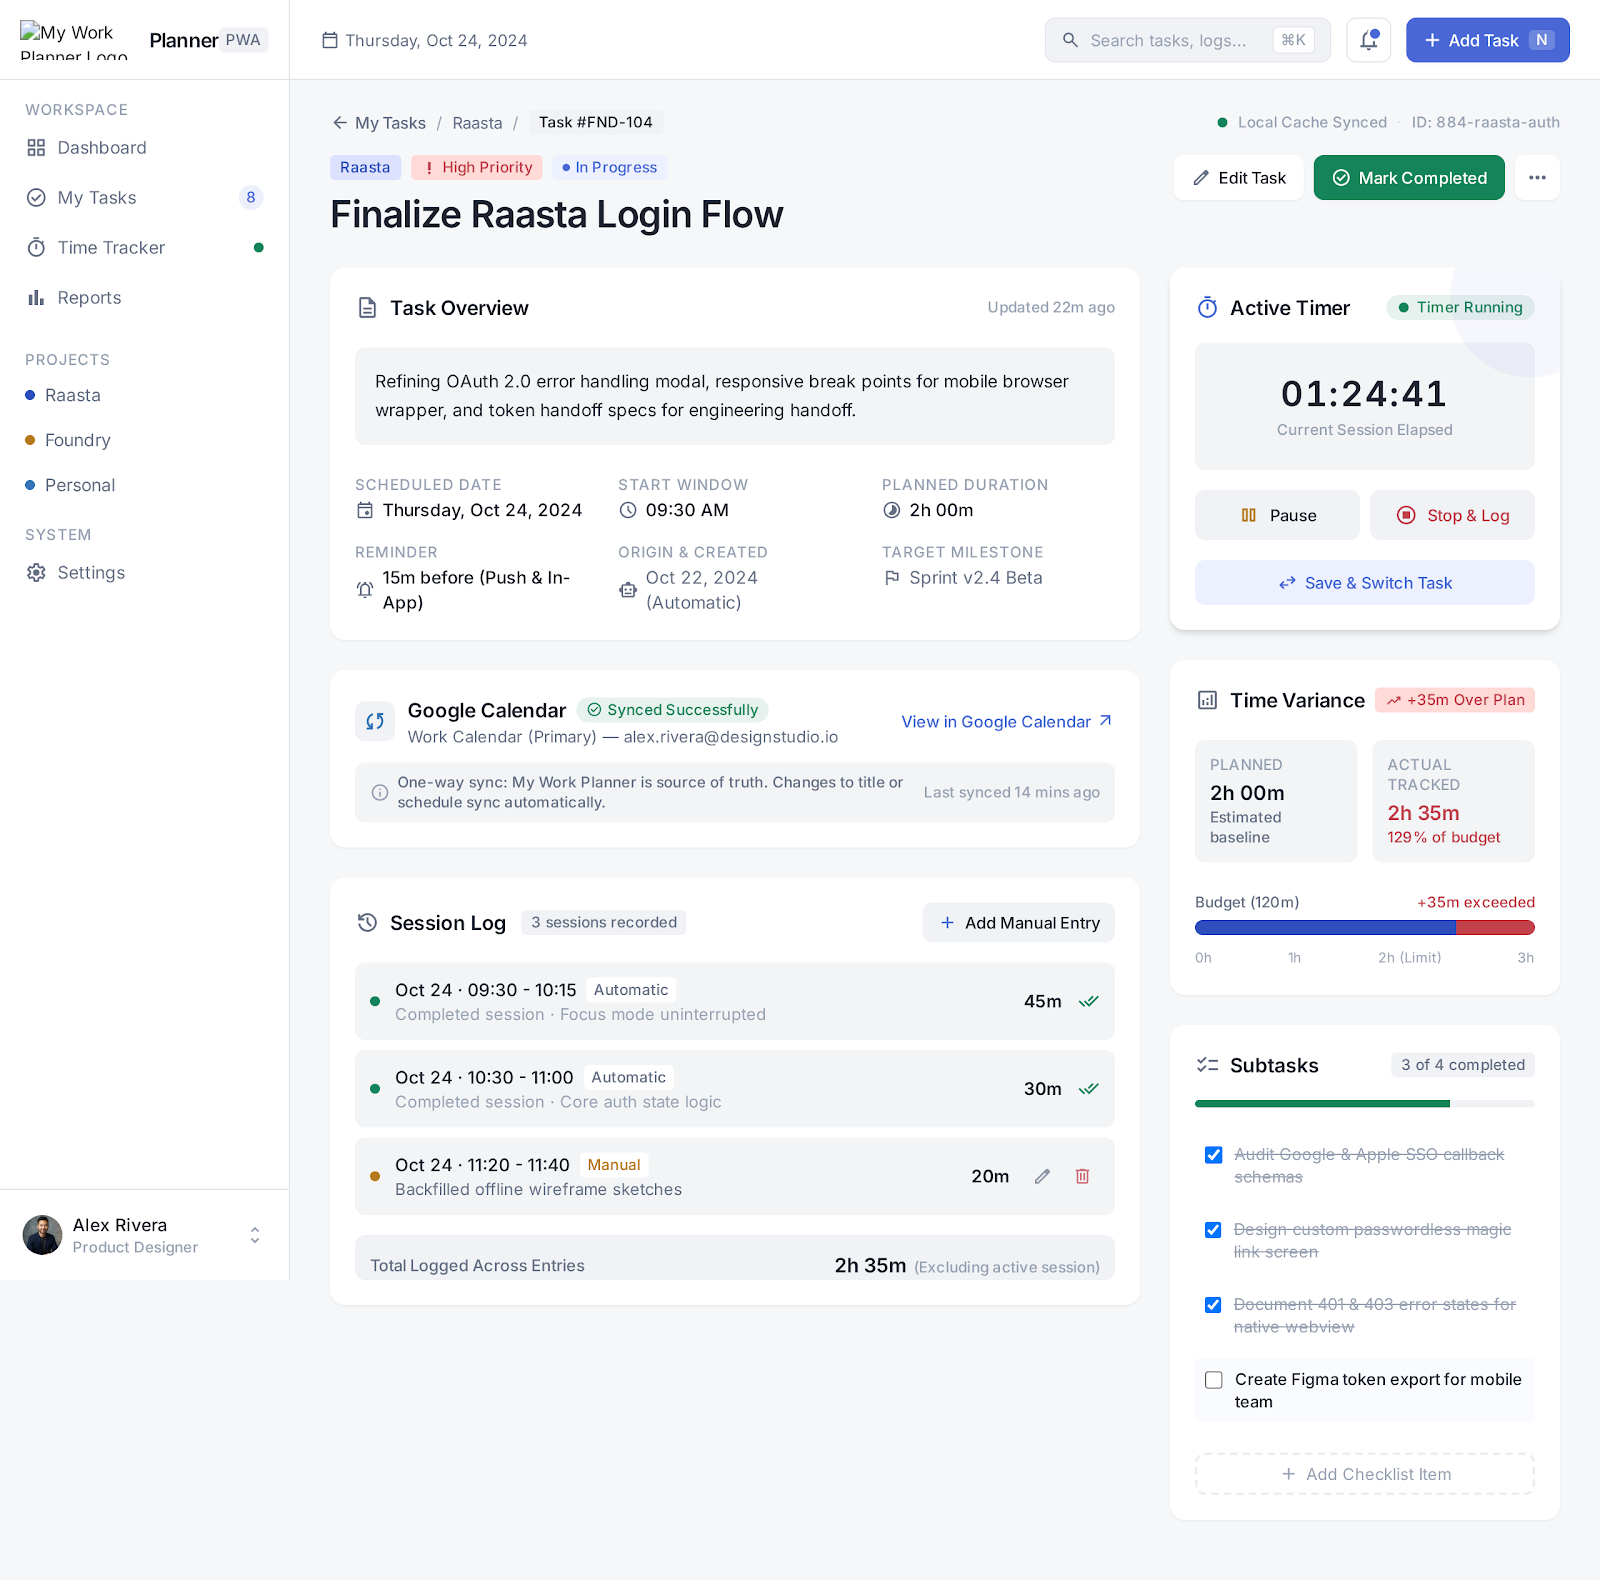 My Work
Planner Logo
Planner PWA
Thursday, Oct 24, 2024
Search tasks, logs...
⌘K
Add Task N
WORKSPACE
Dashboard
My Tasks 8
Time Tracker
Reports
PROJECTS
Raasta
Foundry
Personal
SYSTEM
Settings
Alex Rivera
Product Designer
My Tasks / Raasta / Task #FND-104
Local Cache Synced · ID: 884-raasta-auth
Raasta
High Priority
In Progress
Finalize Raasta Login Flow
Edit Task
Mark Completed
Task Overview
Updated 22m ago
Refining OAuth 2.0 error handling modal, responsive break points for mobile browser
wrapper, and token handoff specs for engineering handoff.
SCHEDULED DATE
Thursday, Oct 24, 2024
START WINDOW
09:30 AM
PLANNED DURATION
2h 00m
REMINDER
15m before (Push & In-
App)
ORIGIN & CREATED
Oct 22, 2024
(Automatic)
TARGET MILESTONE
Sprint v2.4 Beta
Google Calendar
Synced Successfully
Work Calendar (Primary) — alex.rivera@designstudio.io
View in Google Calendar
One-way sync: My Work Planner is source of truth. Changes to title or
schedule sync automatically.
Last synced 14 mins ago
Session Log
3 sessions recorded
Add Manual Entry
Oct 24 · 09:30 - 10:15 Automatic
Completed session · Focus mode uninterrupted
45m
Oct 24 · 10:30 - 11:00 Automatic
Completed session · Core auth state logic
30m
Oct 24 · 11:20 - 11:40 Manual
Backfilled offline wireframe sketches
20m
Total Logged Across Entries
2h 35m (Excluding active session)
Active Timer
Timer Running
01:24:41
Current Session Elapsed
Pause
Stop & Log
Save & Switch Task
Time Variance
+35m Over Plan
PLANNED
2h 00m
Estimated
baseline
ACTUAL
TRACKED
2h 35m
129% of budget
Budget (120m)
+35m exceeded
0h 1h 2h (Limit) 3h
Subtasks
3 of 4 completed
Audit Google & Apple SSO callback
schemas
Design custom passwordless magic
link screen
Document 401 & 403 error states for
native webview
Create Figma token export for mobile
team
Add Checklist Item